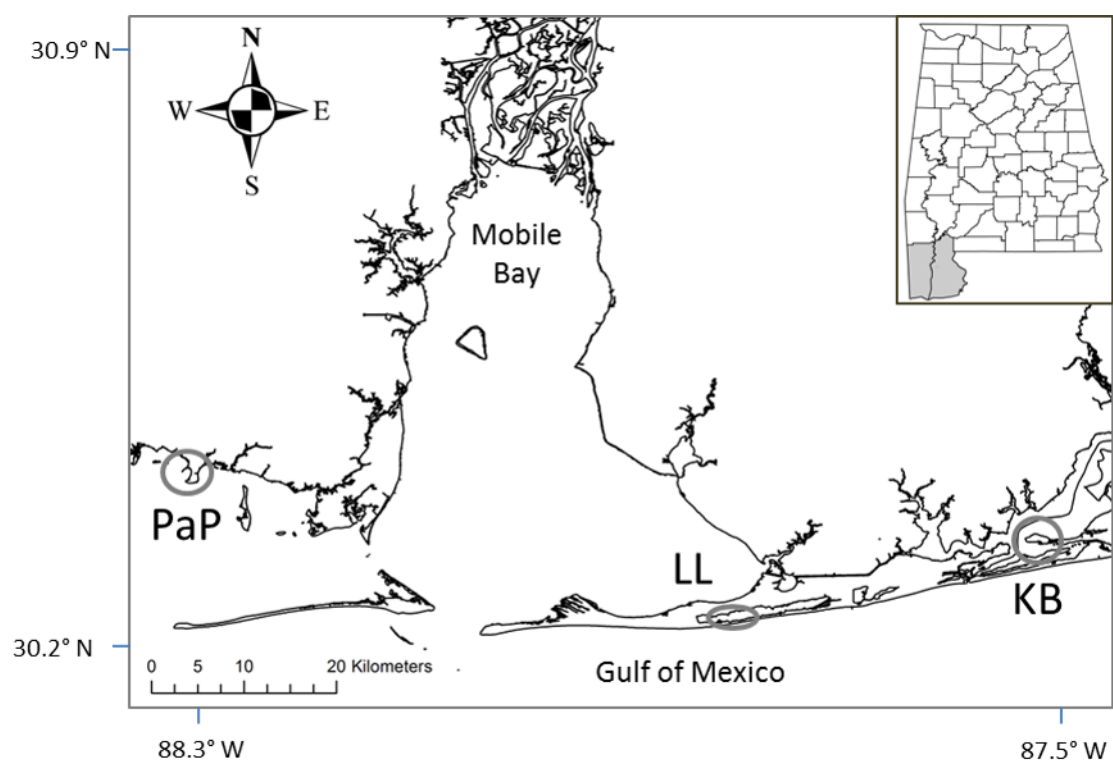 30.9° N
N
W
E
S
Mobile
Bay
PaP
LL
KB
30.2° N
0 5 10 20 Kilometers
Gulf of Mexico
88.3° W
87.5° W